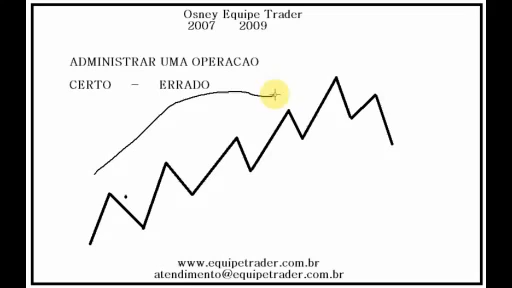 Osney Equipe Trader
2007 2009
ADMINISTRAR UMA OPERACAO
CERTO - ERRADO
www.equipetrader.com.br
atendimento@equipetrader.com.br